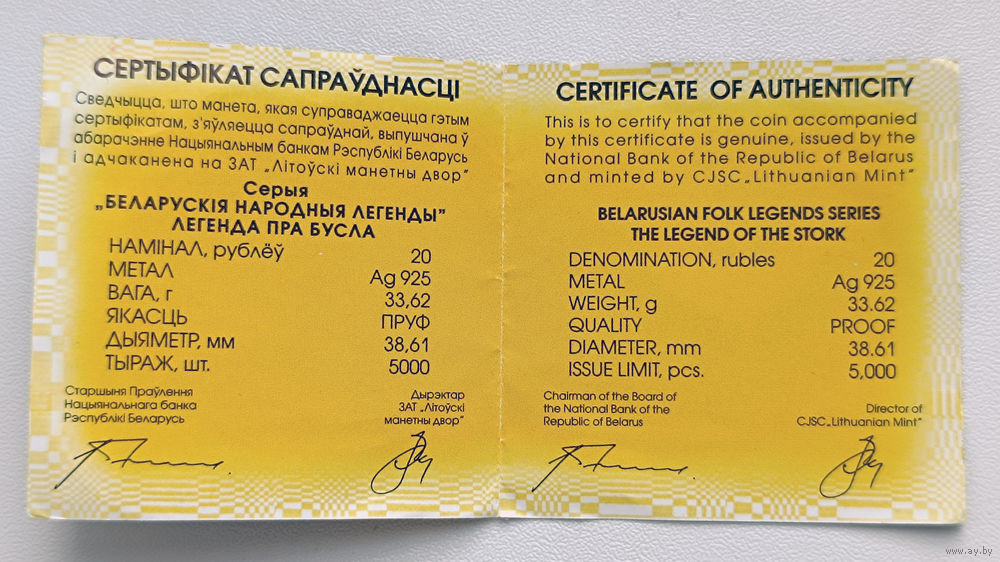 СЕРТЫФІКАТ САПРАЎДНАСЦІ
Сведчыцца, што манета, якая суправаджаецца гэтым
сертыфікатам, з'яўляецца сапраўднай, выпушчана ў
абарачэнне Нацыянальным банкам Рэспублікі Беларусь
і адчаканена на ЗАТ „Літоўскі манетны двор"
Серыя
„БЕЛАРУСКІЯ НАРОДНЫЯ ЛЕГЕНДЫ"
ЛЕГЕНДА ПРА БУСЛА
НАМІНАЛ, рублёў 20
МЕТАЛ Ag 925
ВАГА, г 33,62
ЯКАСЦЬ ПРУФ
ДЫЯМЕТР, мм 38,61
ТЫРАЖ, шт. 5000
Старшыня Праўлення
Нацыянальнага банка
Рэспублікі Беларусь
Дырэктар
ЗАТ „Літоўскі
манетны двор"
CERTIFICATE OF AUTHENTICITY
This is to certify that the coin accompanied
by this certificate is genuine, issued by the
National Bank of the Republic of Belarus
and minted by CJSC „Lithuanian Mint"
BELARUSIAN FOLK LEGENDS SERIES
THE LEGEND OF THE STORK
DENOMINATION, rubles 20
METAL Ag 925
WEIGHT, g 33.62
QUALITY PROOF
DIAMETER, mm 38.61
ISSUE LIMIT, pcs. 5,000
Chairman of the Board of
the National Bank of the
Republic of Belarus
Director of
CJSC „Lithuanian Mint"
www.ay.by